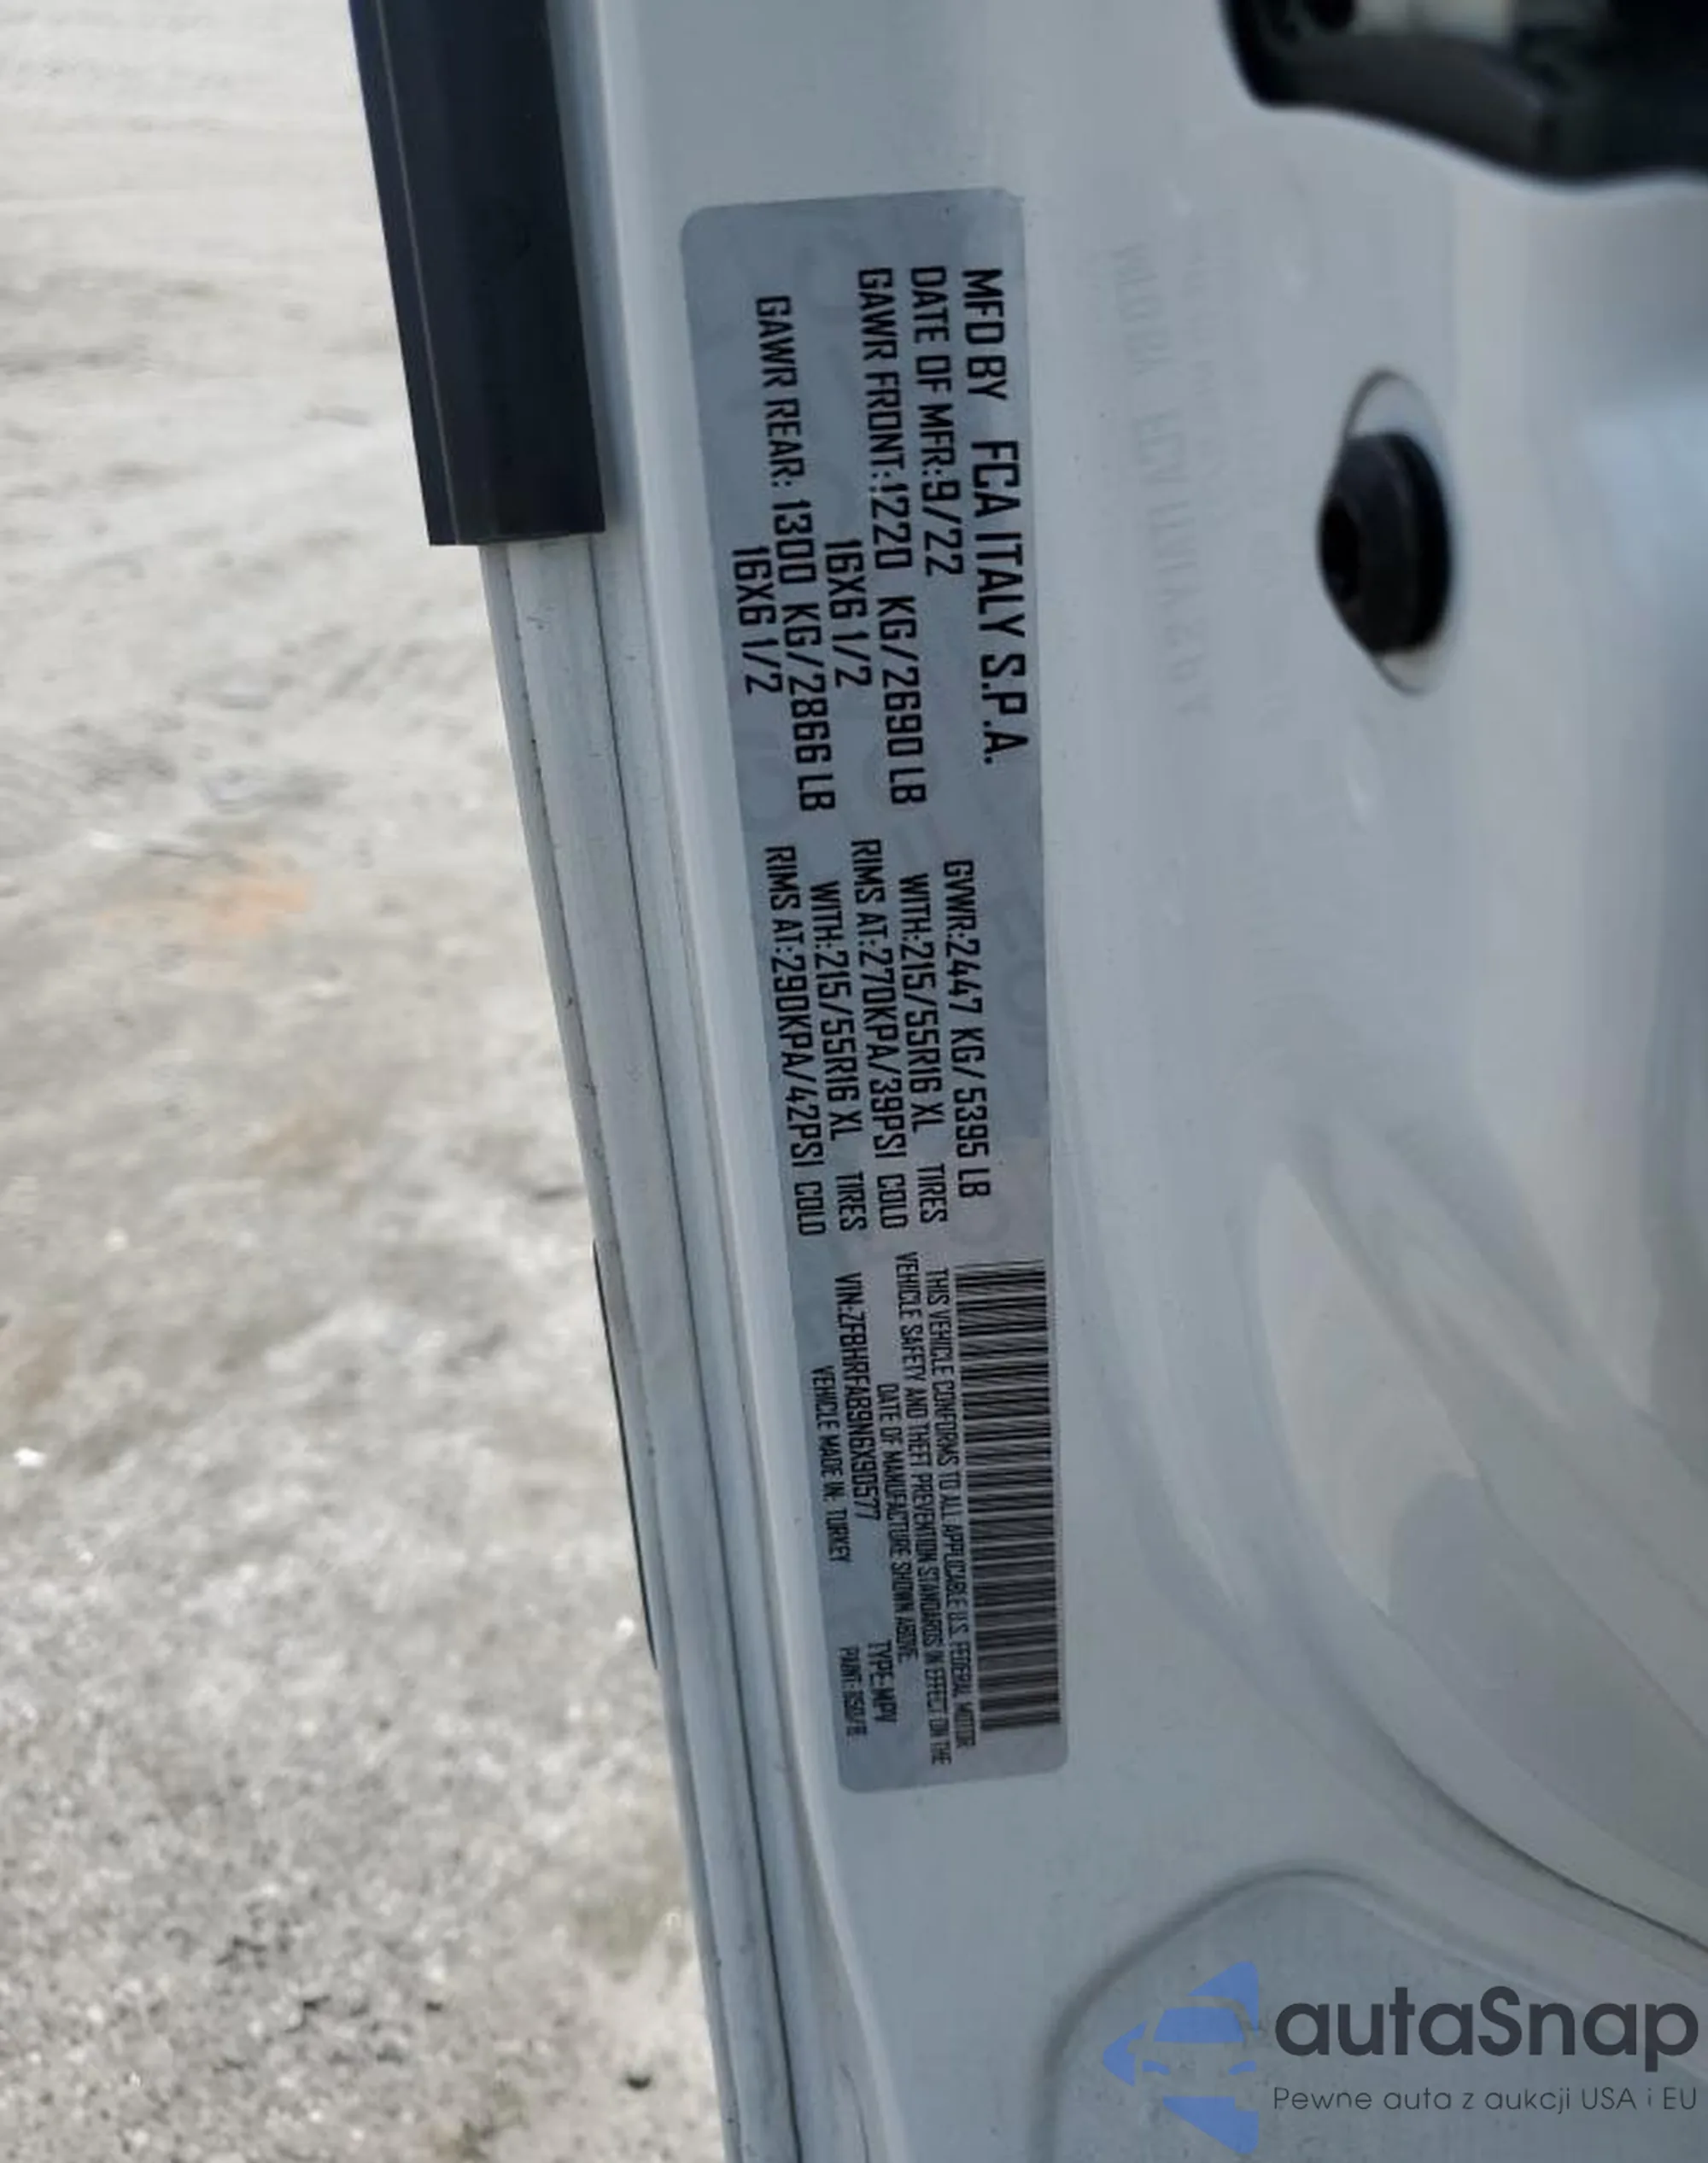 MFD BY FCA ITALY S.P.A.
DATE OF MFR:9/22 GVWR:2447 KG/ 5395 LB
GAWR FRONT:1220 KG/2690 LB WITH:215/55R16 XL TIRES
16X6 1/2 RIMS AT:270KPA/39PSI COLD
GAWR REAR: 1300 KG/2866 LB WITH:215/55R16 XL TIRES
16X6 1/2 RIMS AT:290KPA/42PSI COLD
THIS VEHICLE CONFORMS TO ALL APPLICABLE U.S. FEDERAL MOTOR
VEHICLE SAFETY AND THEFT PREVENTION STANDARDS IN EFFECT ON THE
DATE OF MANUFACTURE SHOWN ABOVE.
VIN:ZFBHRFAB9N6X90577 TYPE:MPV
VEHICLE MADE IN: TURKEY PAINT:
autaSnap
Pewne auta z aukcji USA i EU